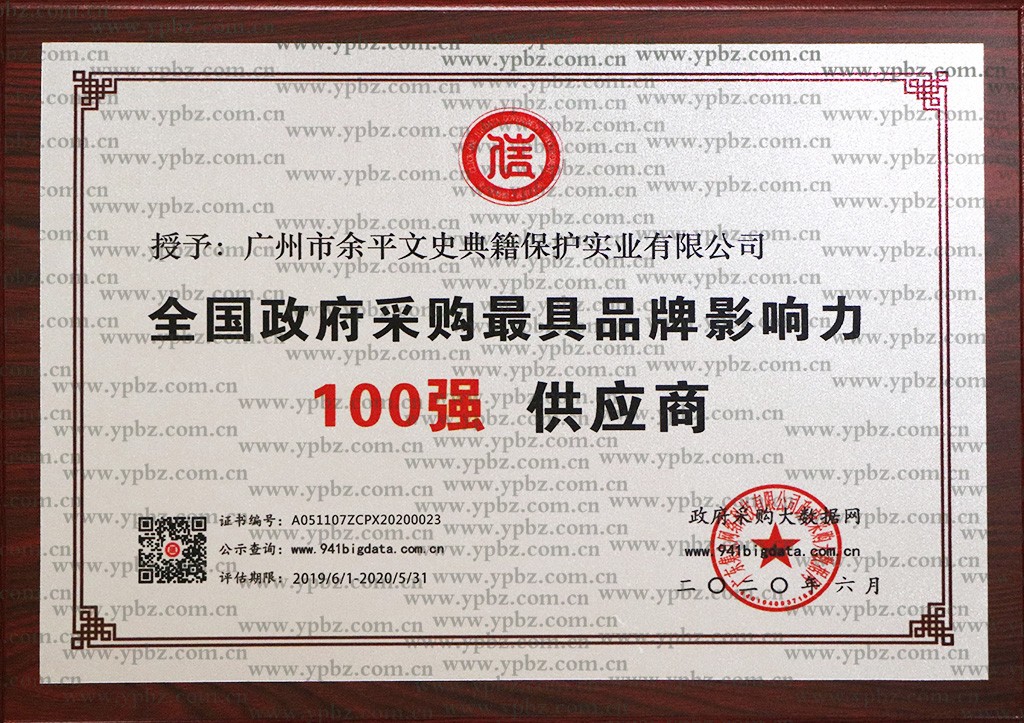 信
授予：广州市余平文史典籍保护实业有限公司
全国政府采购最具品牌影响力
100强 供应商
证书编号：A051107ZCPX20200023
公示查询：www.941bigdata.com.cn
评估期限：2019/6/1-2020/5/31
政府采购大数据网
www.941bigdata.com.cn
二〇二〇年六月
www.ypbz.com.cn